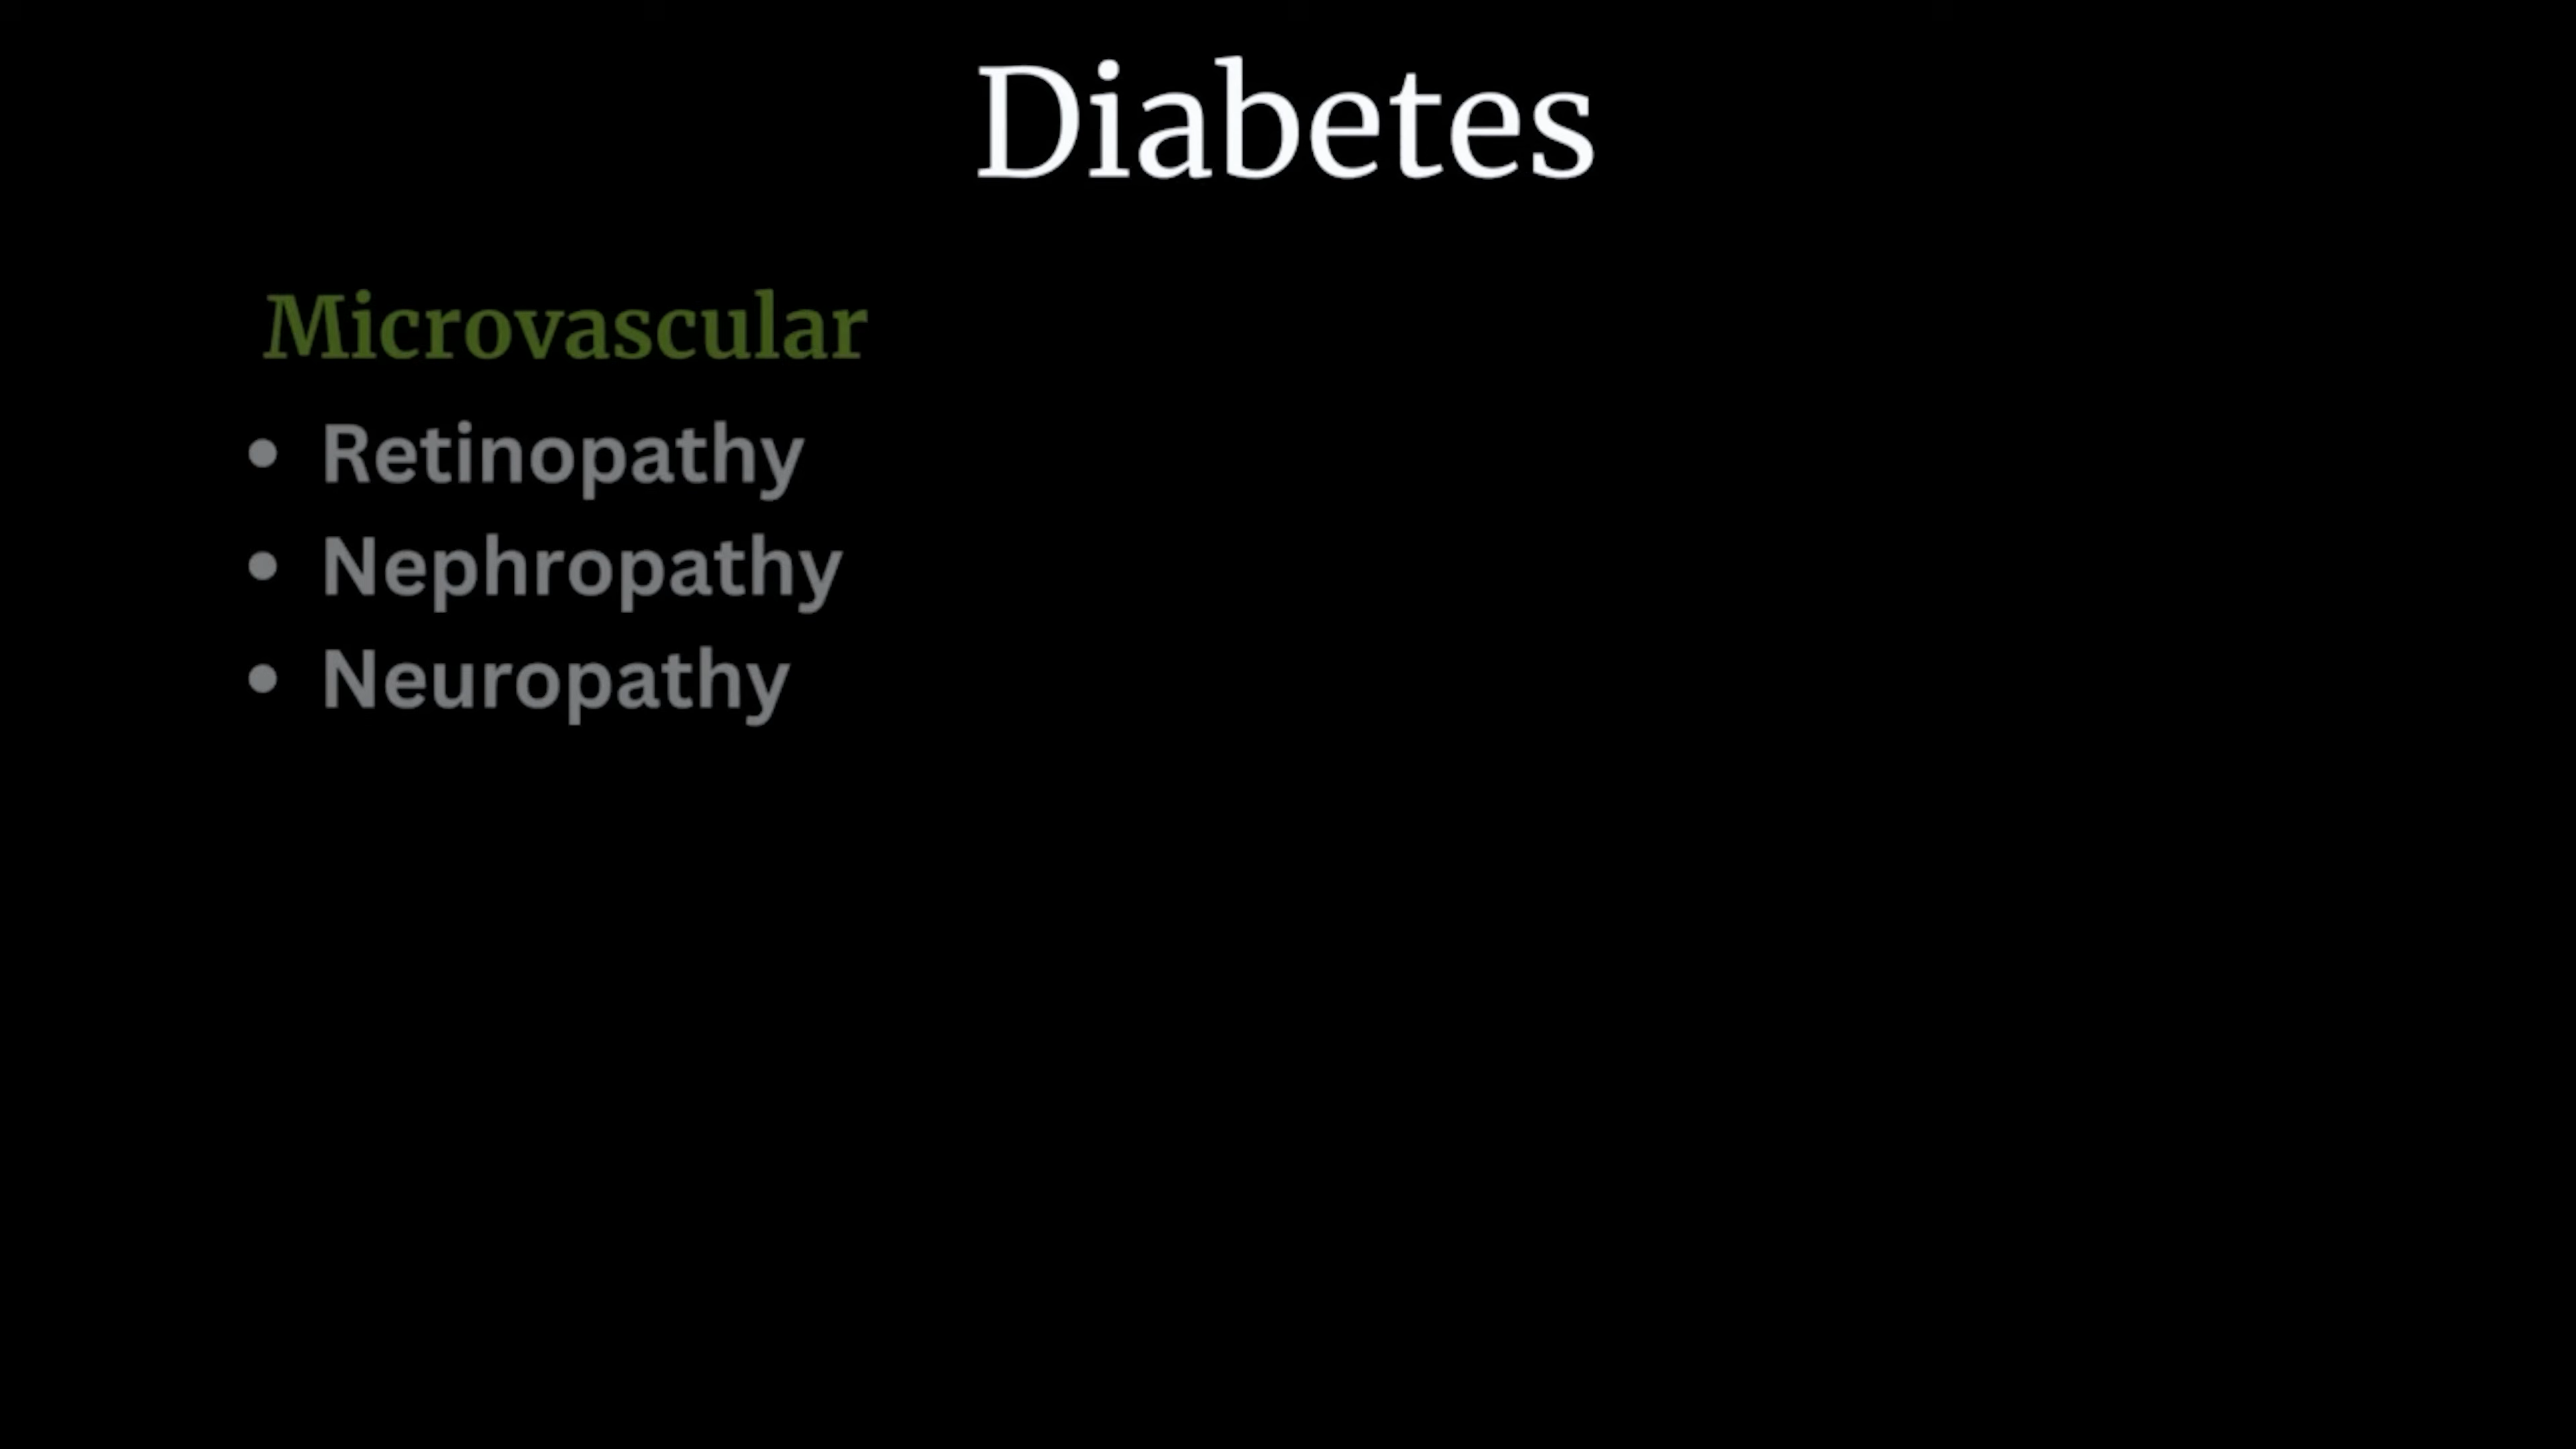 Diabetes
Microvascular
• Retinopathy
• Nephropathy
• Neuropathy